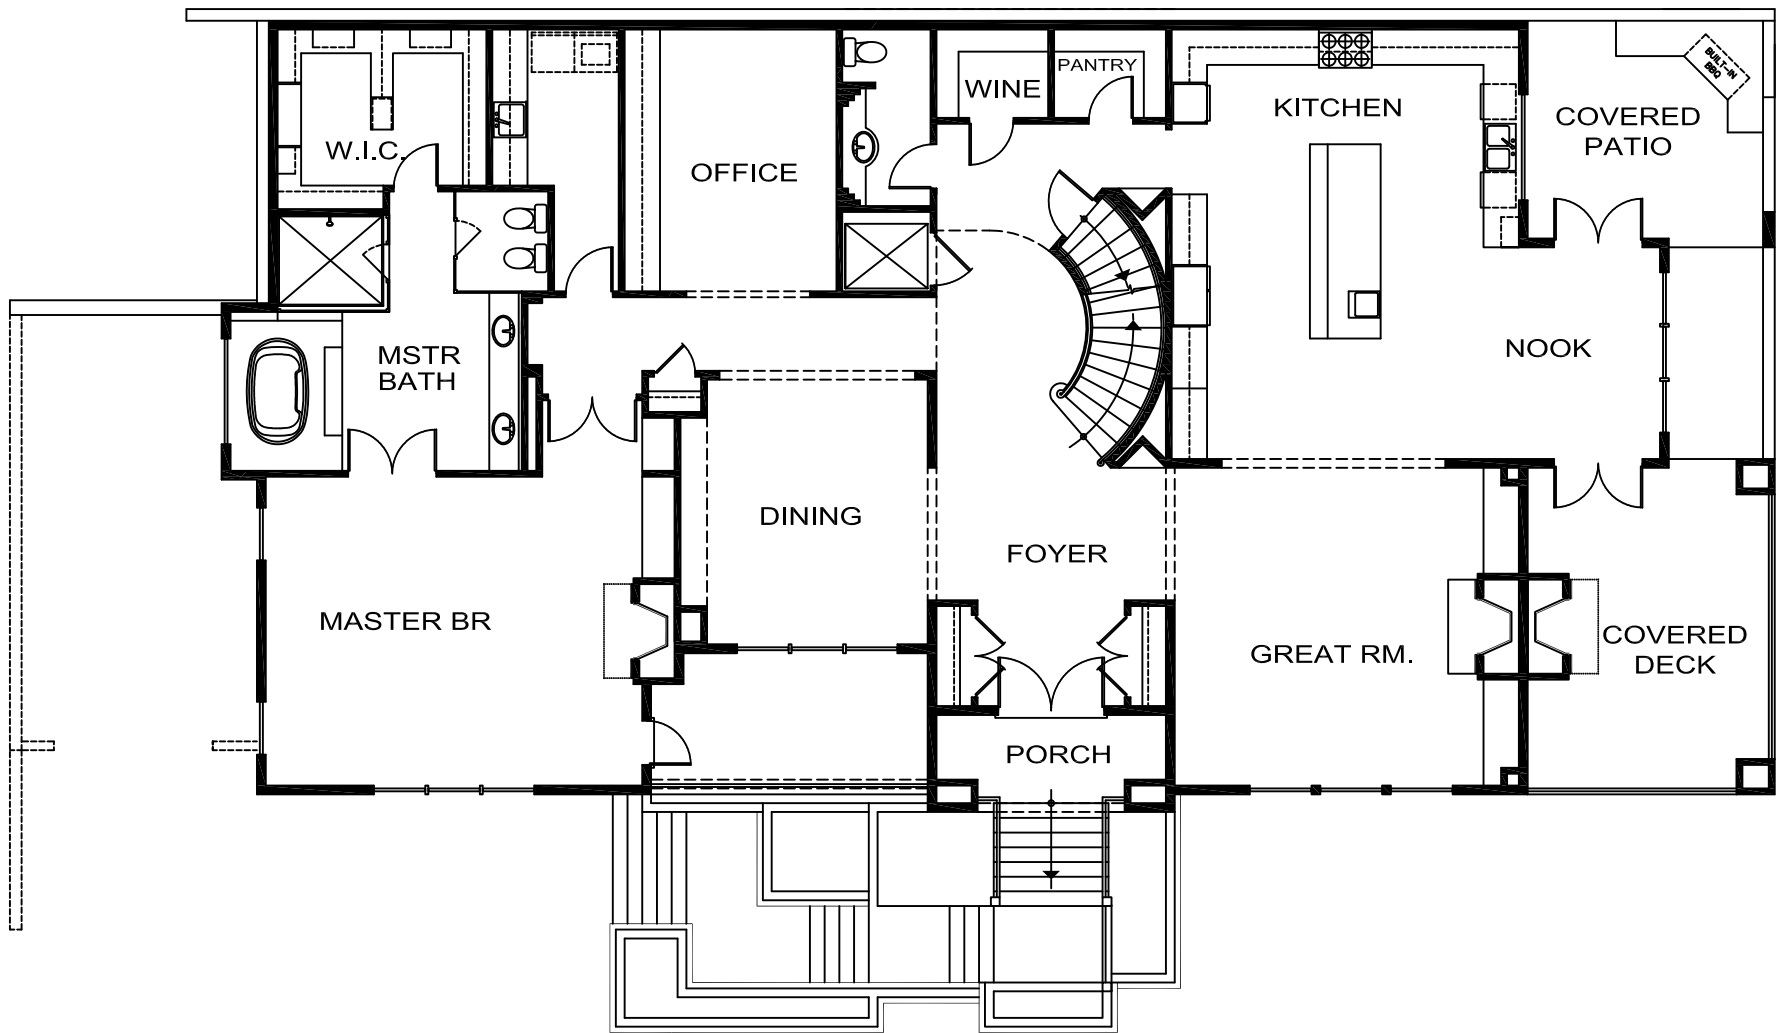 BUILT-IN
BBQ
PANTRY
WINE
KITCHEN
COVERED
PATIO
W.I.C.
OFFICE
MSTR
BATH
NOOK
DINING
FOYER
MASTER BR
GREAT RM.
COVERED
DECK
PORCH